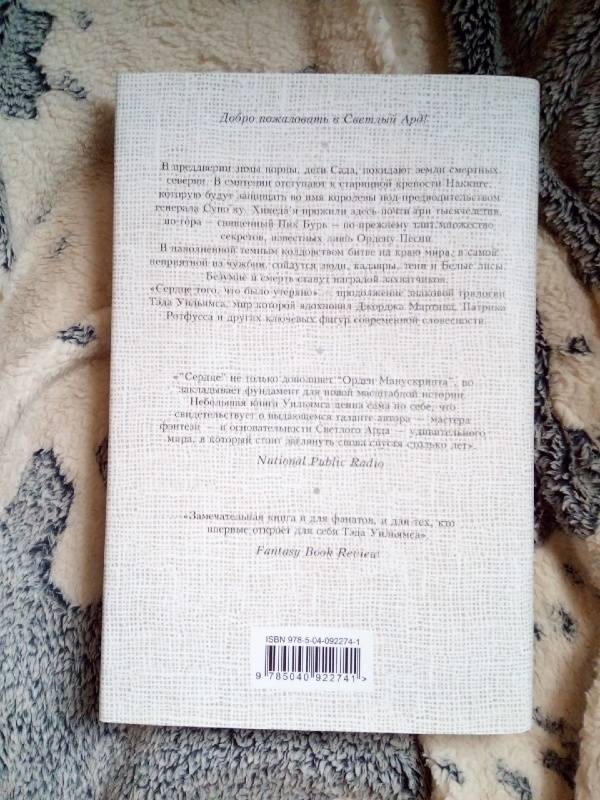 Добро пожаловать в Светлый Ард!
В преддверии зимы норны, дети Сада, покидают земли смертных
северян. В смятении отступают к старинной крепости Наккиге,
которую будут защищать во имя королевы под предводительством
генерала Суно'ку. Хикеда'я прожили здесь почти три тысячелетия,
но гора — священный Пик Бурь — по-прежнему таит множество
секретов, известных лишь Ордену Песни.
В наполненной темным колдовством битве на краю мира, в самой
неприятной из чужбин, сойдутся люди, кадавры, тени и Белые лисы.
Безумие и смерть станут наградой захватчиков.
«Сердце того, что было утеряно» — продолжение знаковой трилогии
Тэда Уильямса, мир которой вдохновил Джорджа Мартина, Патрика
Ротфусса и других ключевых фигур современной словесности.
«"Сердце" не только дополняет "Орден Манускрипта", но
закладывает фундамент для новой масштабной истории.
Небольшая книга Уильямса ценна сама по себе, что
свидетельствует о выдающемся таланте автора — мастера
фэнтези — и основательности Светлого Арда — удивительного
мира, в который стоит заглянуть снова спустя столько лет».
National Public Radio
«Замечательная книга и для фанатов, и для тех, кто
впервые откроет для себя Тэда Уильямса»
Fantasy Book Review
ISBN 978-5-04-092274-1
9 785040 922741 >